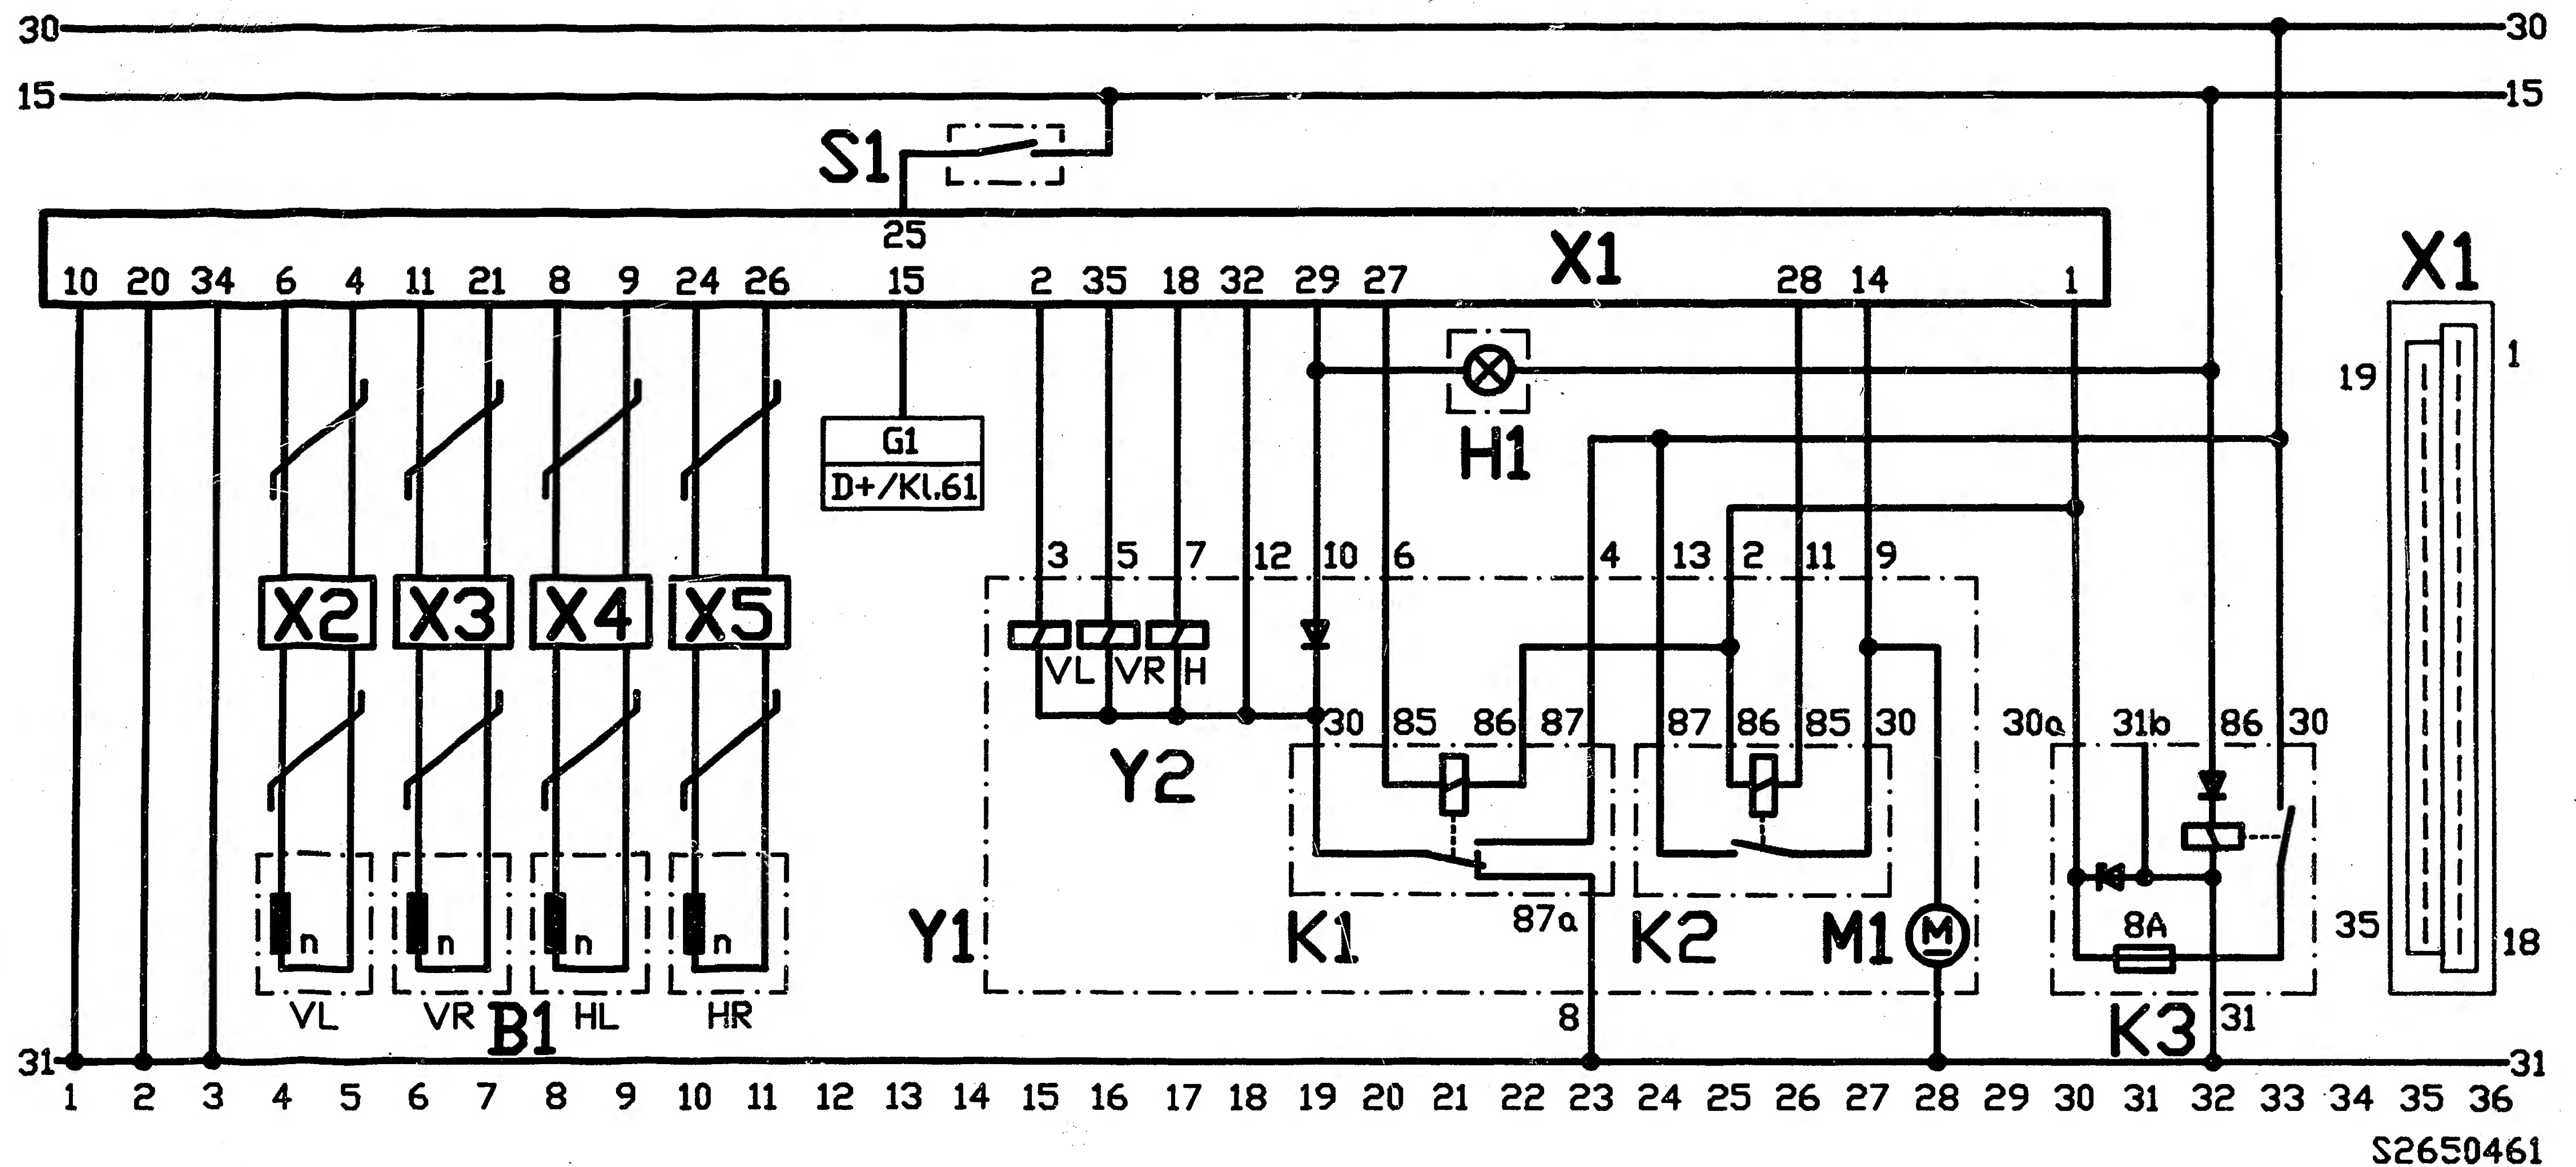 30 30
15 15
S1
25 X1 X1
10 20 34 6 4 11 21 8 9 24 26 15 2 35 18 32 29 27 28 14 1
19 1
G1 H1
D+/Kl.61
3 5 7 12 10 6 4 13 2 11 9
X2 X3 X4 X5
VL VR H
30 85 86 87 87 86 85 30 30a 31b 86 30
Y2
8A
n n n n Y1 K1 87a K2 M1 M 35 18
VL VR HL HR 8 31
B1 K3
31 31
1 2 3 4 5 6 7 8 9 10 11 12 13 14 15 16 17 18 19 20 21 22 23 24 25 26 27 28 29 30 31 32 33 34 35 36
S2650461